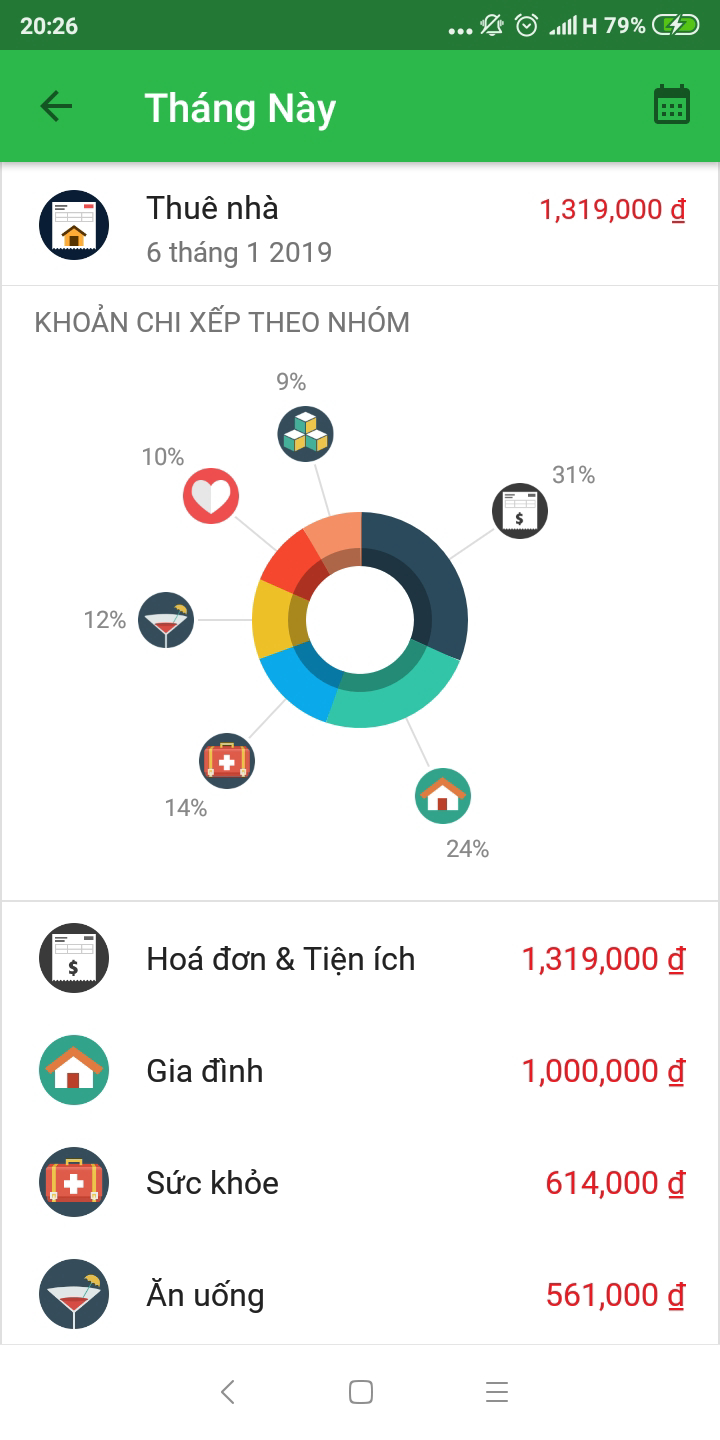 20:26
H 79%
Tháng Này
Thuê nhà
1,319,000 ₫
6 tháng 1 2019
KHOẢN CHI XẾP THEO NHÓM
9%
10%
31%
12%
14%
24%
Hoá đơn & Tiện ích
1,319,000 ₫
Gia đình
1,000,000 ₫
Sức khỏe
614,000 ₫
Ăn uống
561,000 ₫